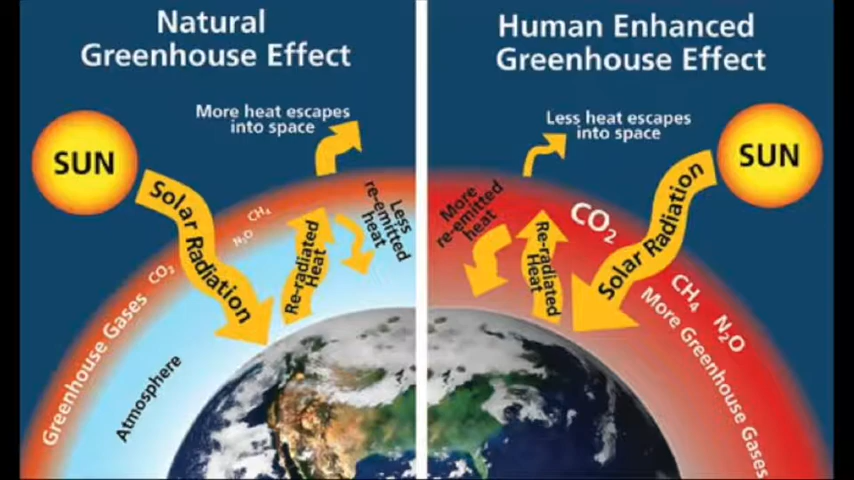 Natural
Greenhouse Effect
More heat escapes
into space
SUN
Solar Radiation
Re-radiated
Heat
Less
re-emitted
heat
CH₄
N₂O
CO₂
Greenhouse Gases
Atmosphere
Human Enhanced
Greenhouse Effect
Less heat escapes
into space
SUN
Solar Radiation
More
re-emitted
heat
Re-radiated
Heat
CO₂
CH₄
N₂O
More Greenhouse Gases